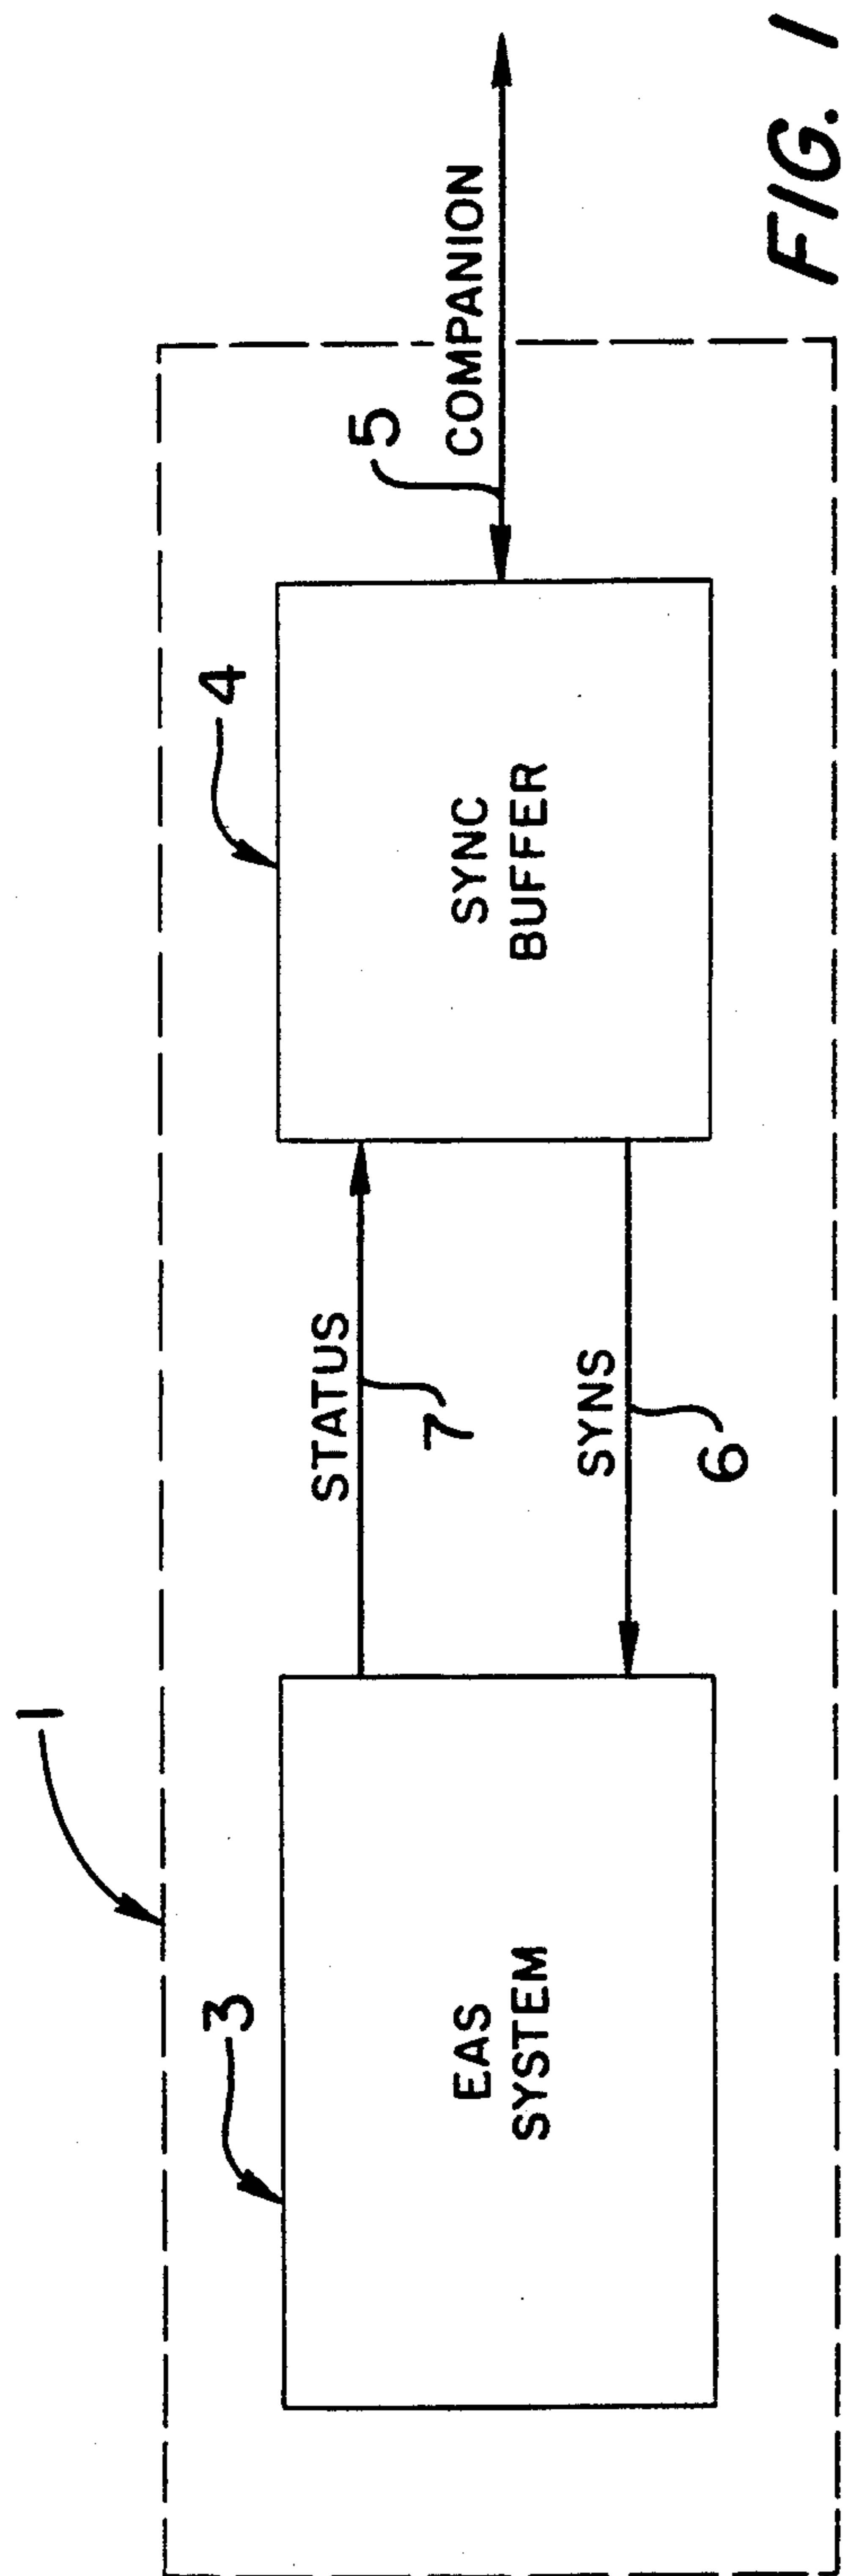 1
3
EAS
SYSTEM
STATUS
7
SYNS
6
4
SYNC
BUFFER
5
COMPANION
FIG. 1